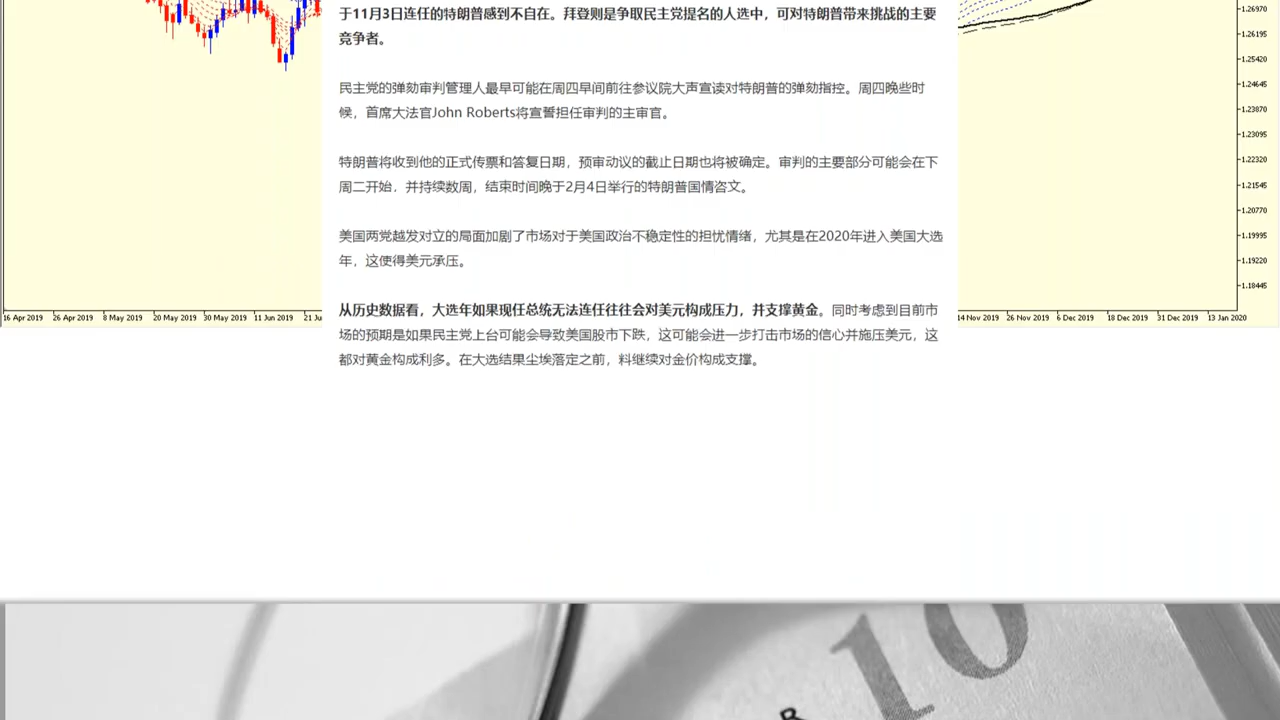 于11月3日连任的特朗普感到不自在。拜登则是争取民主党提名的人选中，可对特朗普带来挑战的主要
竞争者。
民主党的弹劾审判管理人最早可能在周四早间前往参议院大声宣读对特朗普的弹劾指控。周四晚些时
候，首席大法官John Roberts将宣誓担任审判的主审官。
特朗普将收到他的正式传票和答复日期，预审动议的截止日期也将被确定。审判的主要部分可能会在下
周二开始，并持续数周，结束时间晚于2月4日举行的特朗普国情咨文。
美国两党越发对立的局面加剧了市场对于美国政治不稳定性的担忧情绪，尤其是在2020年进入美国大选
年，这使得美元承压。
从历史数据看，大选年如果现任总统无法连任往往会对美元构成压力，并支撑黄金。同时考虑到目前市
场的预期是如果民主党上台可能会导致美国股市下跌，这可能会进一步打击市场的信心并施压美元，这
都对黄金构成利多。在大选结果尘埃落定之前，料继续对金价构成支撑。
1.26970
1.26195
1.25420
1.24645
1.23870
1.23095
1.22320
1.21545
1.20770
1.19995
1.19220
1.18445
16 Apr 2019 26 Apr 2019 8 May 2019 20 May 2019 30 May 2019 11 Jun 2019 21 Ju
14 Nov 2019 26 Nov 2019 6 Dec 2019 18 Dec 2019 31 Dec 2019 13 Jan 2020
10
R